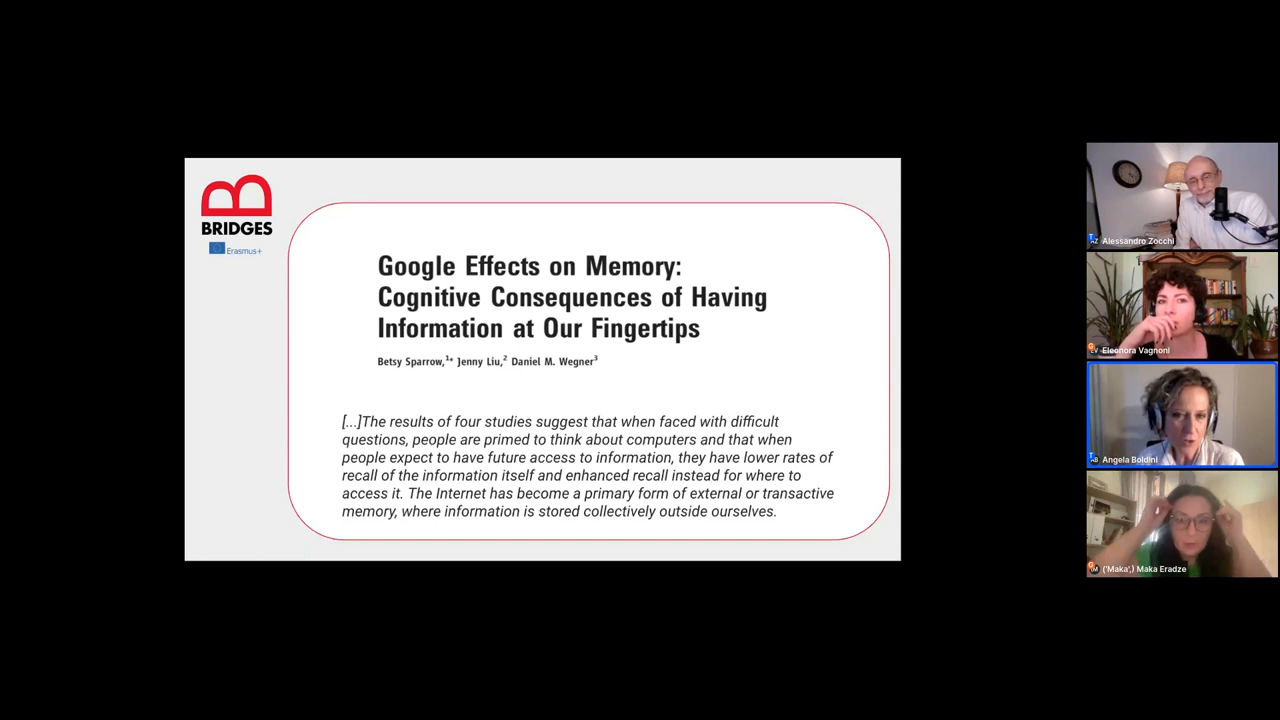 BRIDGES
Erasmus+
Google Effects on Memory:
Cognitive Consequences of Having
Information at Our Fingertips
Betsy Sparrow,¹* Jenny Liu,² Daniel M. Wegner³
[...]The results of four studies suggest that when faced with difficult
questions, people are primed to think about computers and that when
people expect to have future access to information, they have lower rates of
recall of the information itself and enhanced recall instead for where to
access it. The Internet has become a primary form of external or transactive
memory, where information is stored collectively outside ourselves.
Alessandro Zocchi
Eleonora Vagnoni
Angela Boldini
('Maka',) Maka Eradze